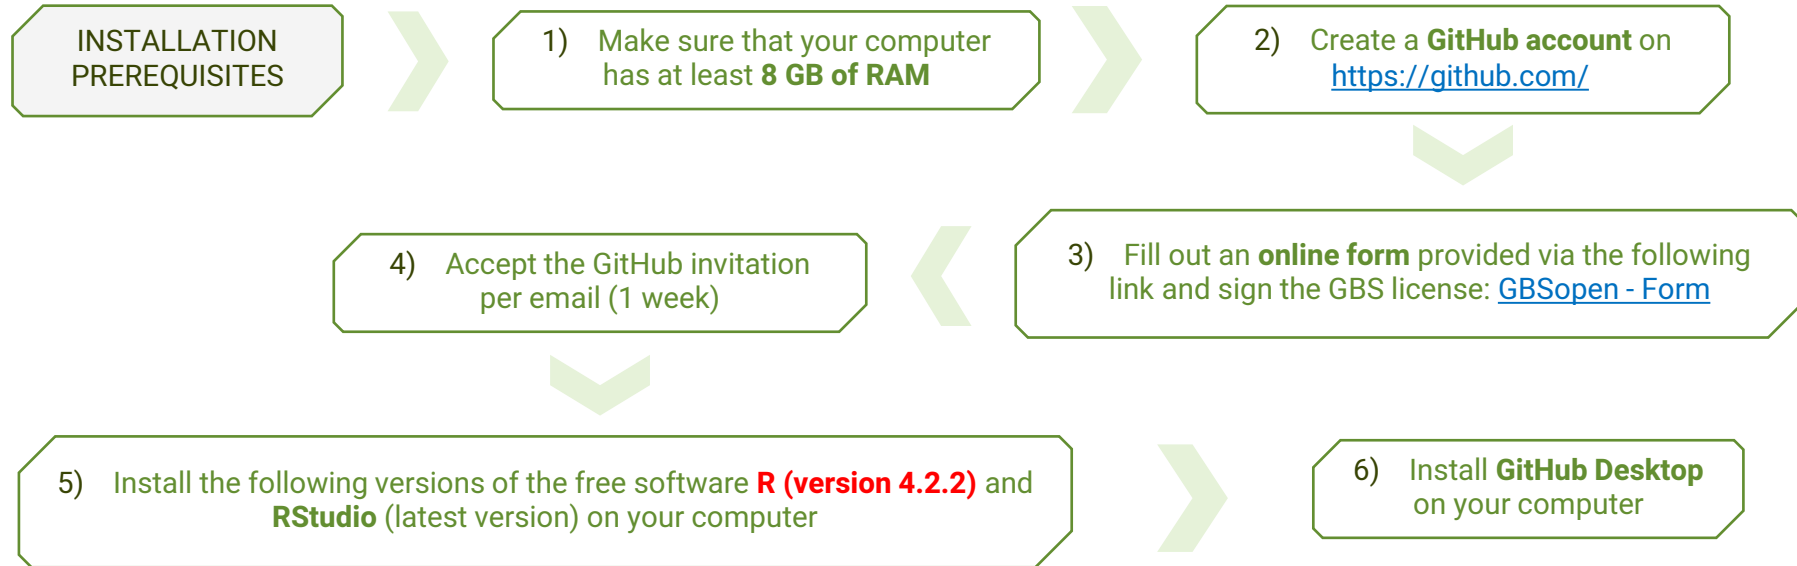 INSTALLATION
PREREQUISITES
1) Make sure that your computer
has at least 8 GB of RAM
2) Create a GitHub account on
https://github.com/
3) Fill out an online form provided via the following
link and sign the GBS license: GBSopen - Form
4) Accept the GitHub invitation
per email (1 week)
5) Install the following versions of the free software R (version 4.2.2) and
RStudio (latest version) on your computer
6) Install GitHub Desktop
on your computer